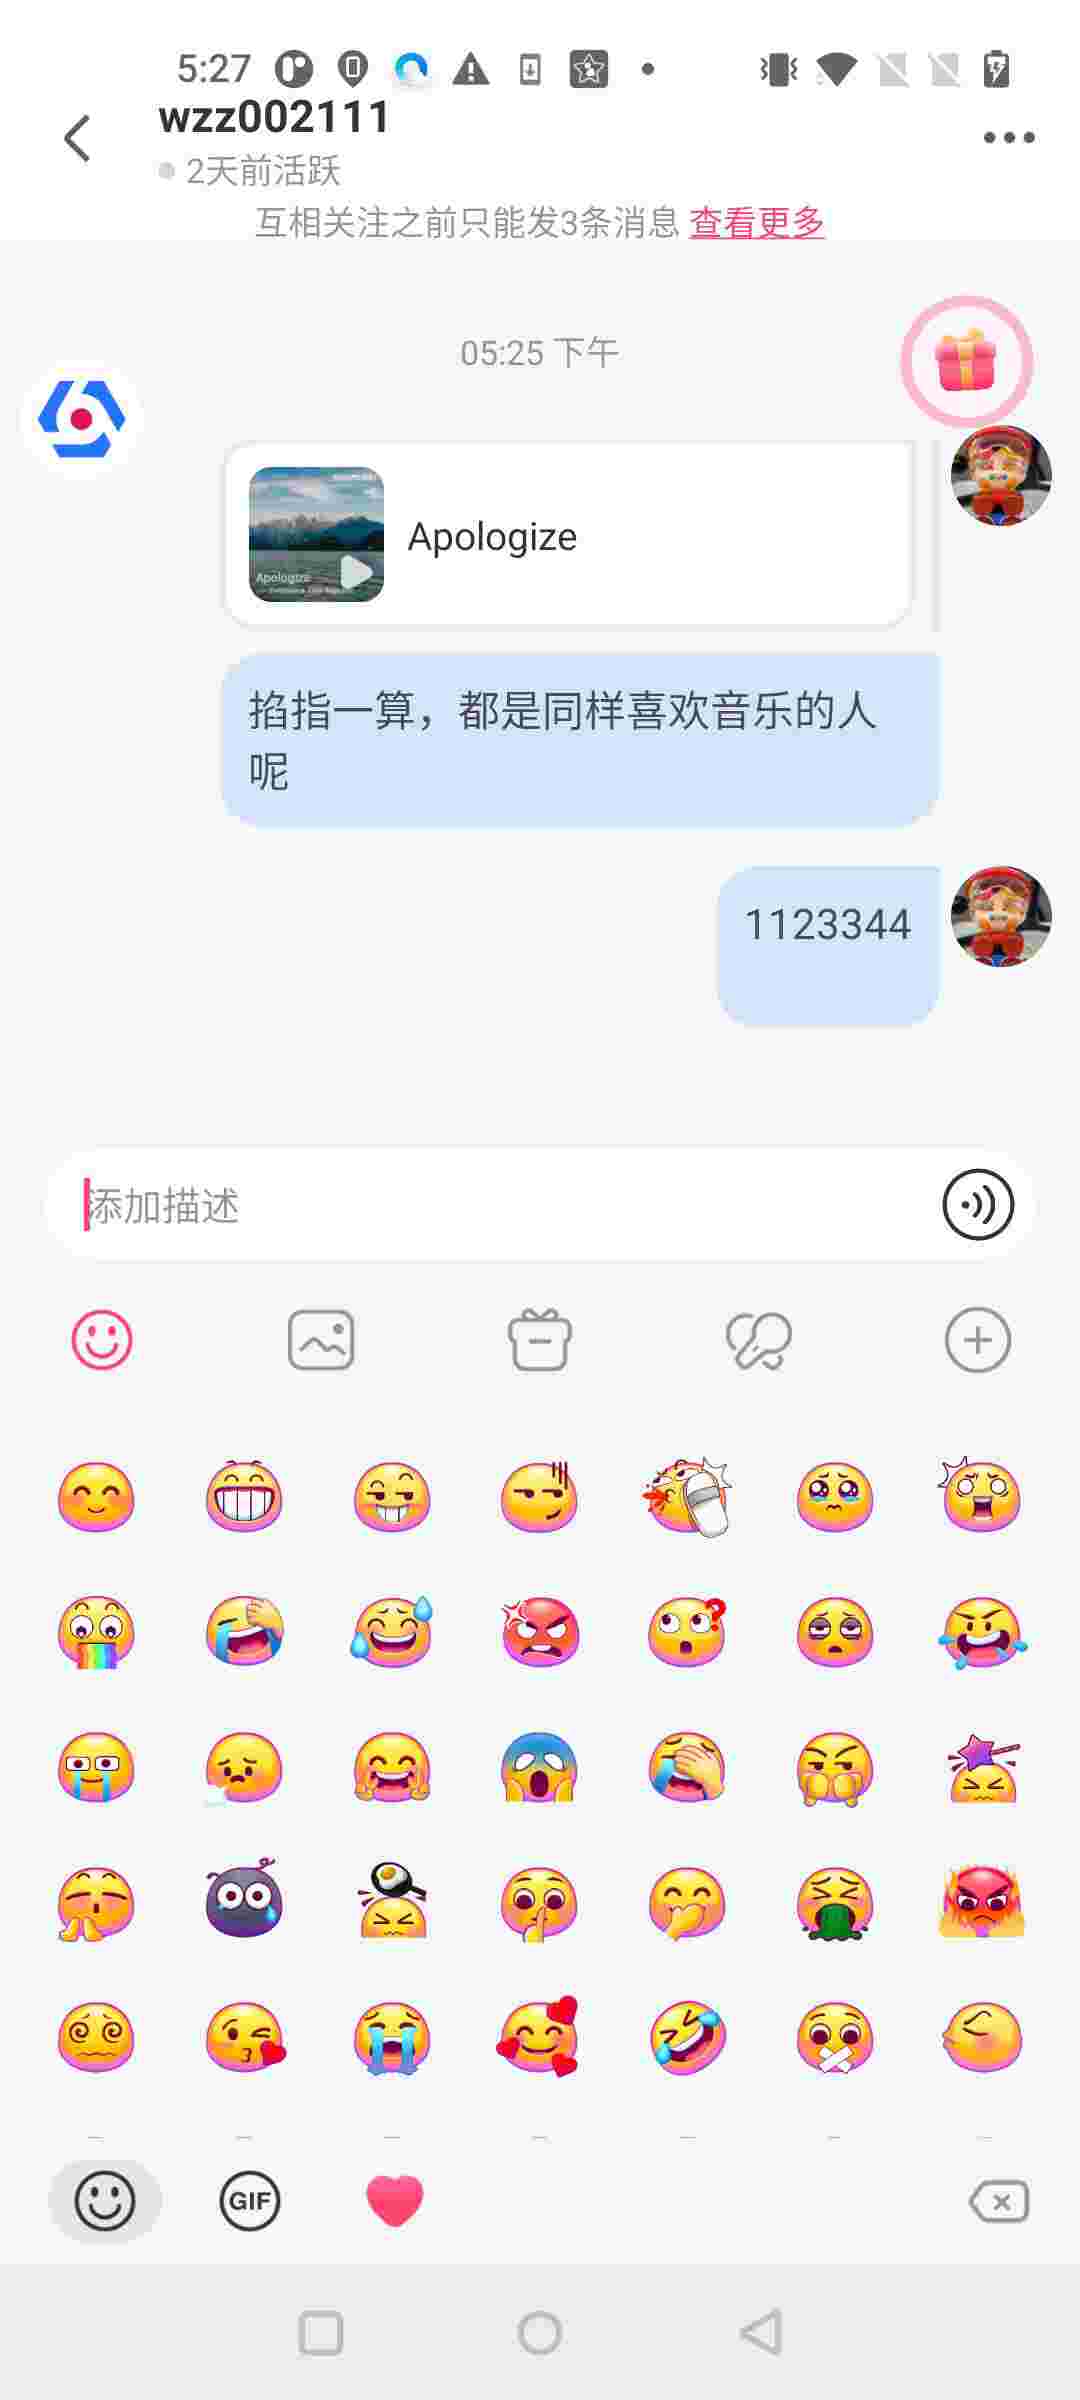 5:27
wzz002111
2天前活跃
互相关注之前只能发3条消息 查看更多
05:25 下午
Apologize
Apologize
掐指一算，都是同样喜欢音乐的人
呢
1123344
添加描述
GIF